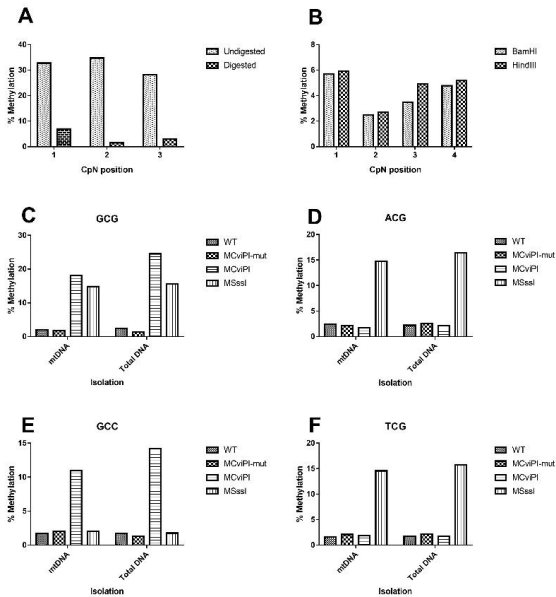 A
% Methylation
40
30
20
10
0
1 2 3
CpN position
Undigested
Digested
B
% Methylation
8
6
4
2
0
1 2 3 4
CpN position
BamHI
HindIII
C
GCG
% Methylation
30
20
10
0
mtDNA
Total DNA
Isolation
WT
MCviPI-mut
MCviPI
MSssI
D
ACG
% Methylation
20
15
10
5
0
mtDNA
Total DNA
Isolation
WT
MCviPI-mut
MCviPI
MSssI
E
GCC
% Methylation
15
10
5
0
mtDNA
Total DNA
Isolation
WT
MCviPI-mut
MCviPI
MSssI
F
TCG
% Methylation
20
15
10
5
0
mtDNA
Total DNA
Isolation
WT
MCviPI-mut
MCviPI
MSssI